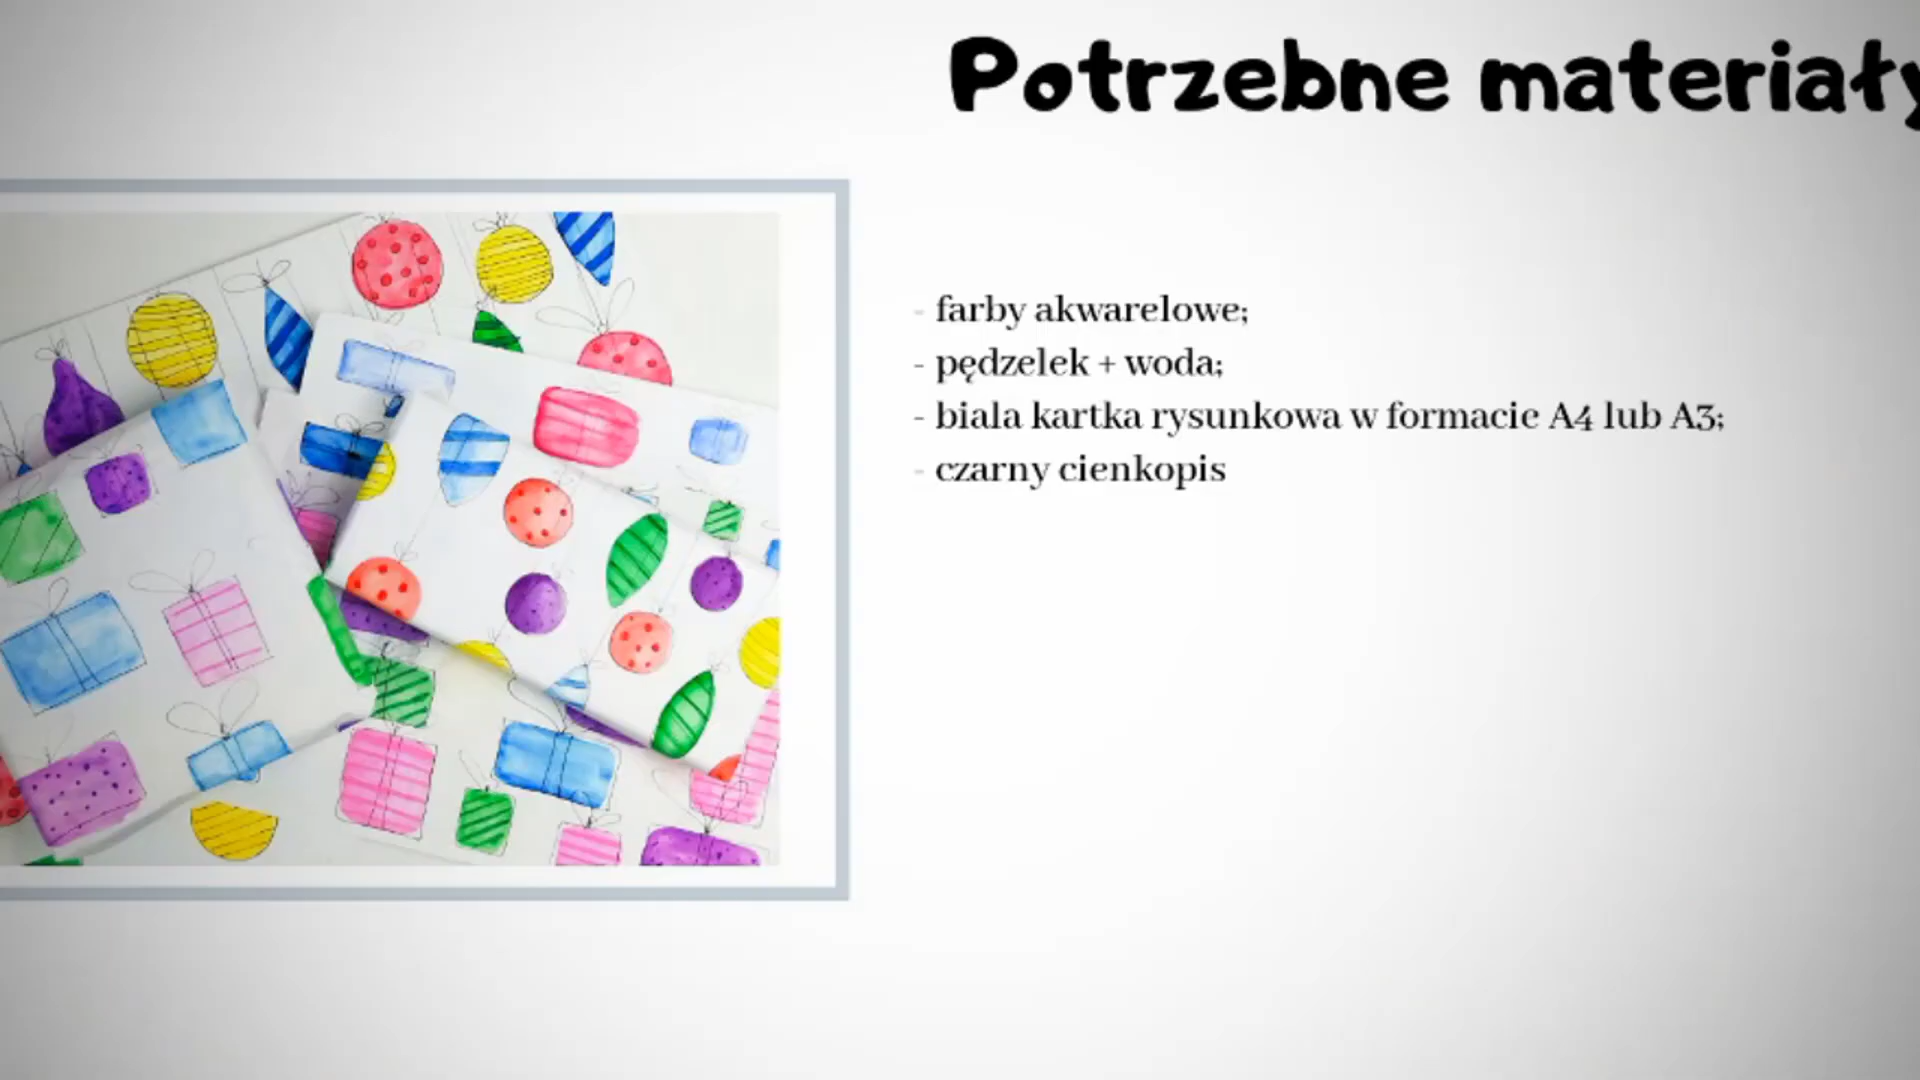 Potrzebne materiały
- farby akwarelowe;
- pędzelek + woda;
- biala kartka rysunkowa w formacie A4 lub A3;
- czarny cienkopis